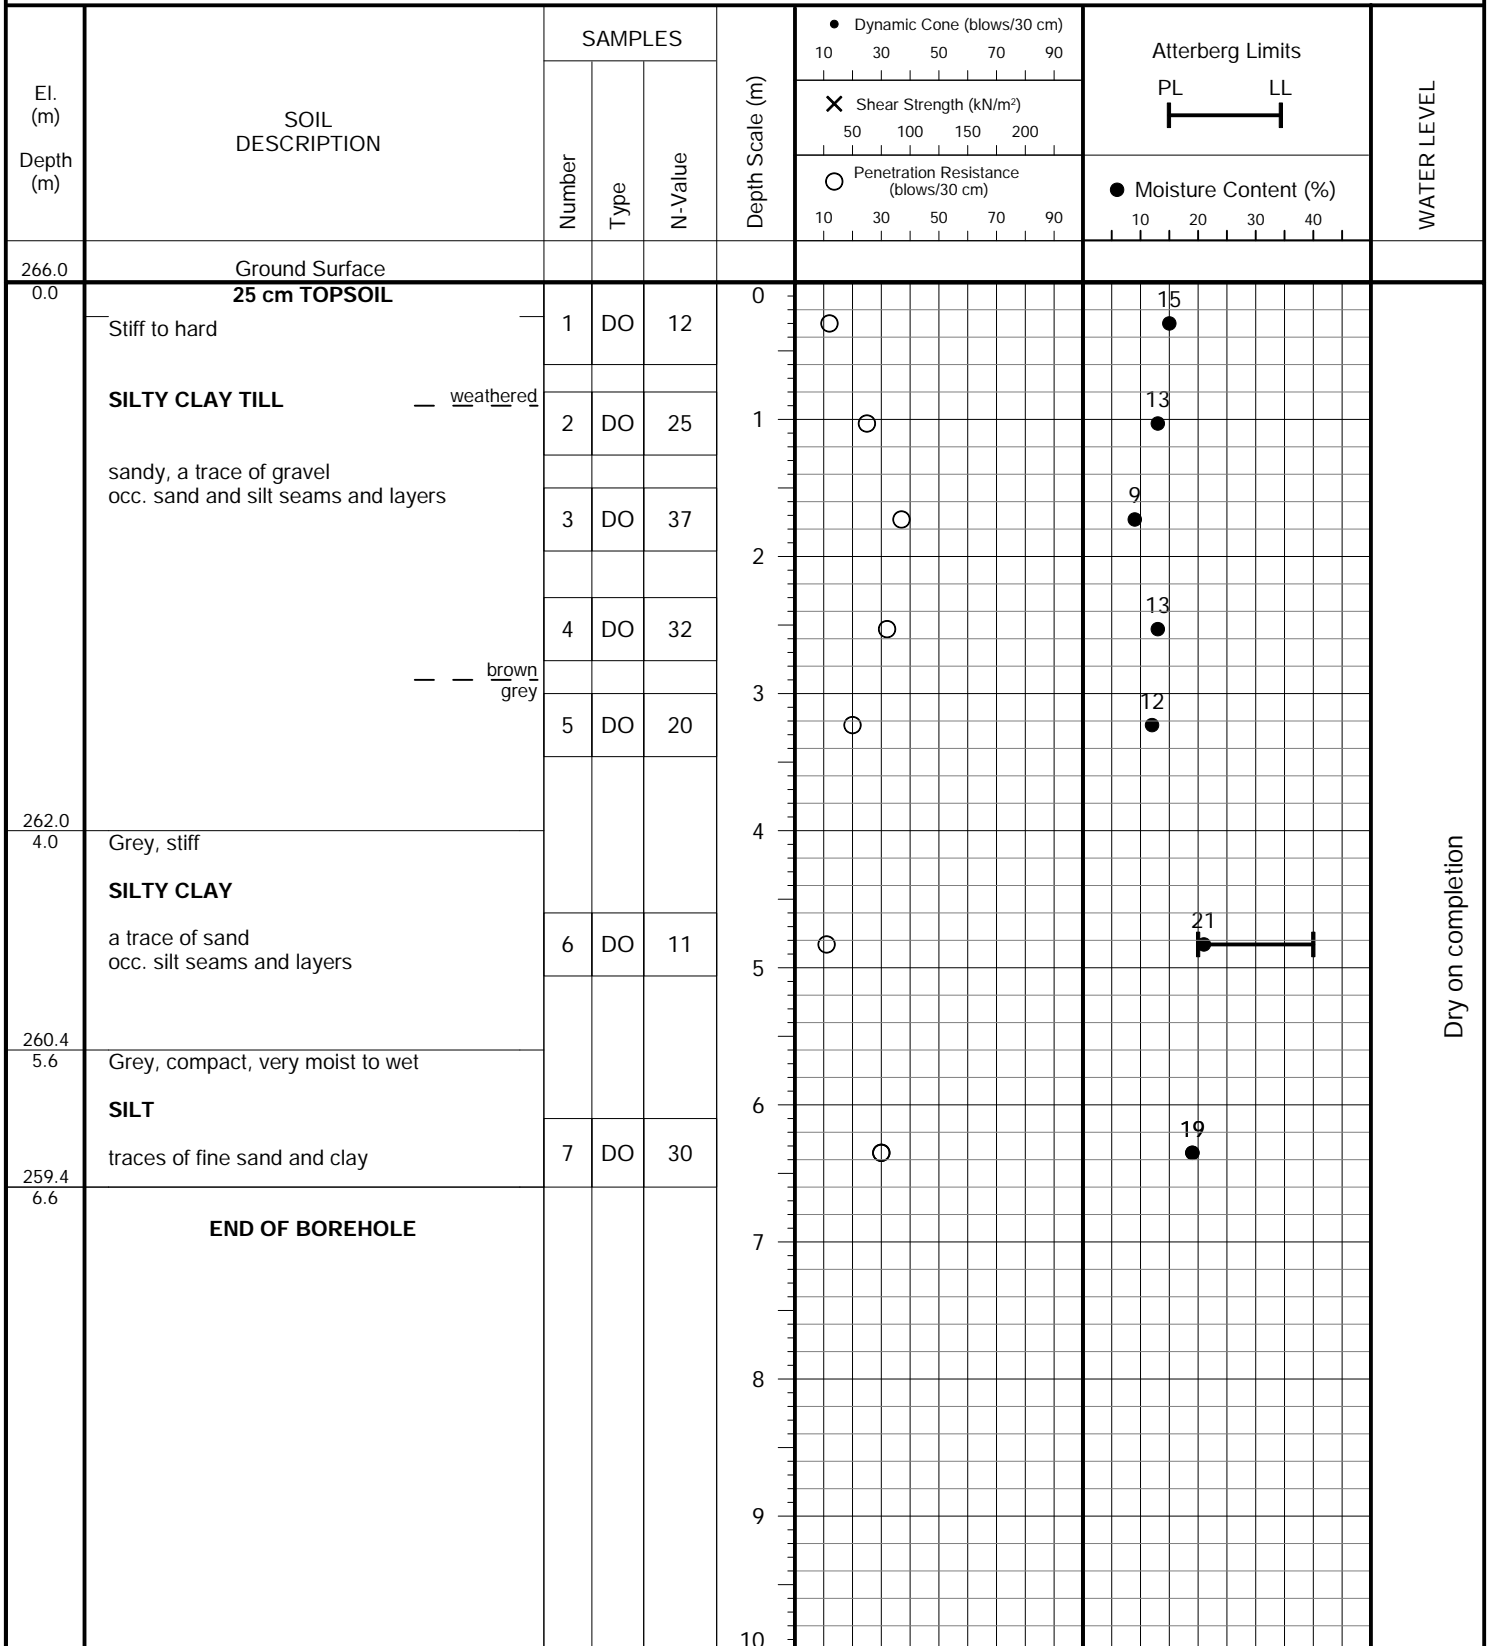 El.
(m)
Depth
(m)
SOIL
DESCRIPTION
SAMPLES
Number
Type
N-Value
Depth Scale (m)
● Dynamic Cone (blows/30 cm)
10 30 50 70 90
✕ Shear Strength (kN/m²)
50 100 150 200
○ Penetration Resistance
(blows/30 cm)
10 30 50 70 90
Atterberg Limits
PL LL
● Moisture Content (%)
10 20 30 40
WATER LEVEL
266.0 Ground Surface
0.0 25 cm TOPSOIL 0
15
Stiff to hard 1 DO 12
SILTY CLAY TILL weathered
13
2 DO 25 1
sandy, a trace of gravel
occ. sand and silt seams and layers
9
3 DO 37
2
13
4 DO 32
brown
grey
3
12
5 DO 20
262.0
4.0 Grey, stiff 4
SILTY CLAY
21
a trace of sand
6 DO 11
occ. silt seams and layers
5
Dry on completion
260.4
5.6 Grey, compact, very moist to wet
SILT 6
19
traces of fine sand and clay 7 DO 30
259.4
6.6
END OF BOREHOLE
7
8
9
10